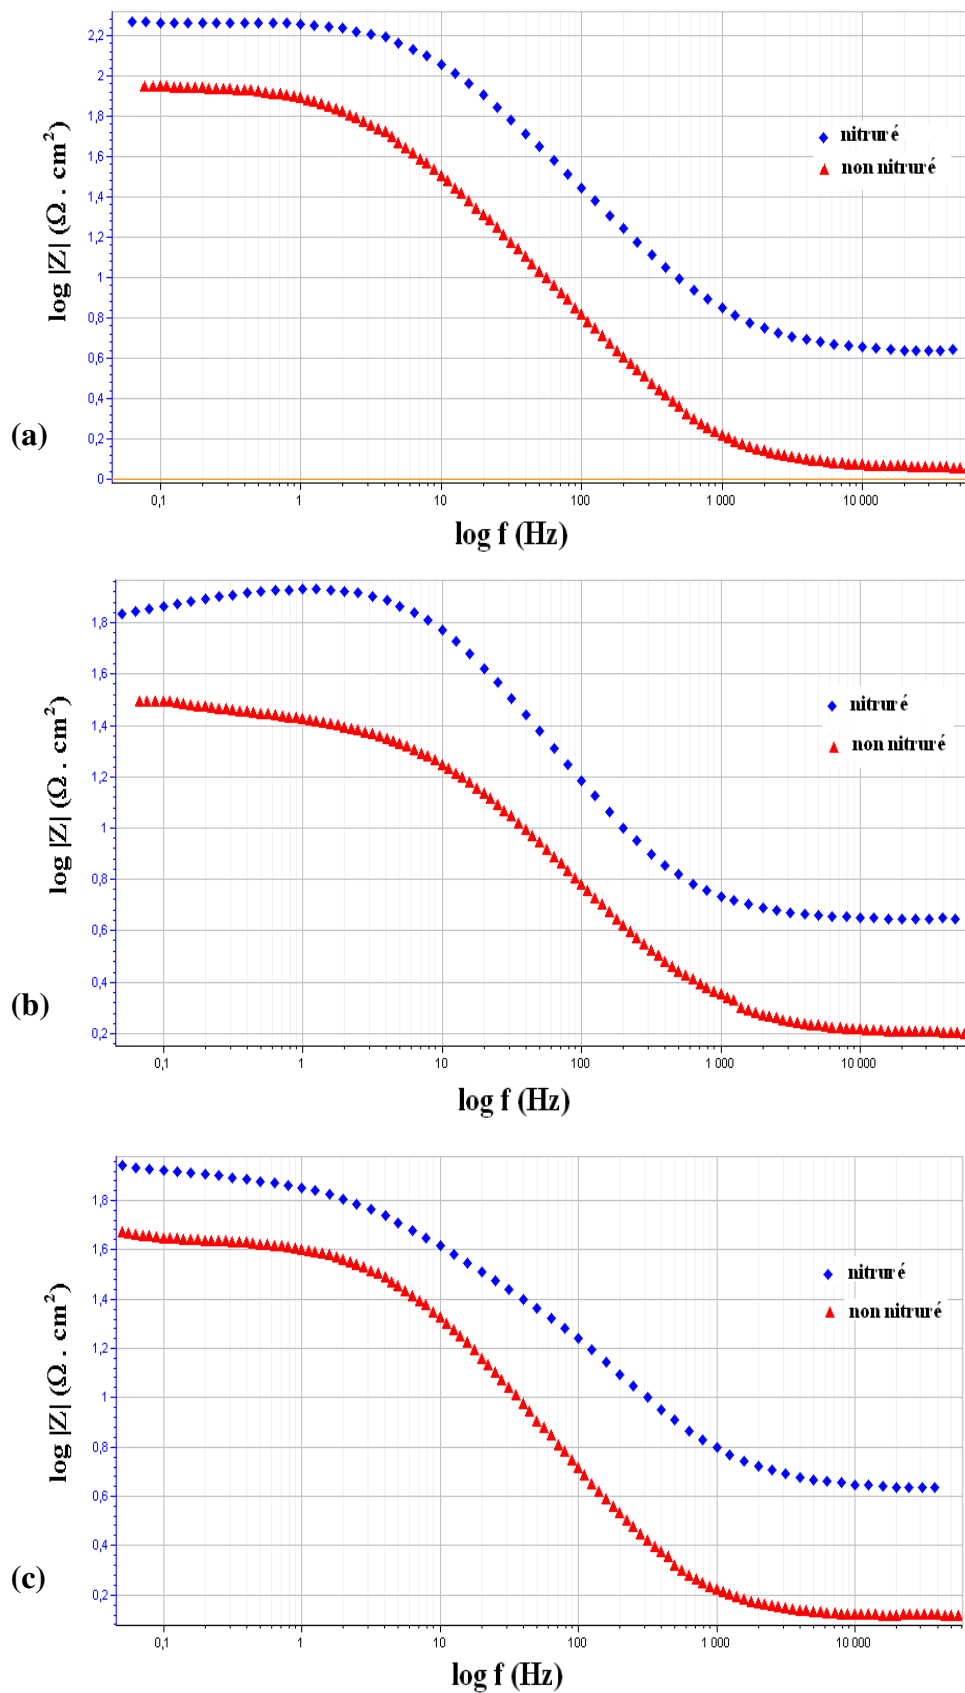 2,2
2
1,8
1,6
1,4
1,2
1
0,8
0,6
0,4
0,2
0
log |Z| (Ω . cm²)
nitruré
non nitruré
(a)
0,1 1 10 100 1 000 10 000
log f (Hz)
1,8
1,6
1,4
1,2
1
0,8
0,6
0,4
0,2
log |Z| (Ω . cm²)
nitruré
non nitruré
(b)
0,1 1 10 100 1 000 10 000
log f (Hz)
1,8
1,6
1,4
1,2
1
0,8
0,6
0,4
0,2
log |Z| (Ω . cm²)
nitruré
non nitruré
(c)
0,1 1 10 100 1 000 10 000
log f (Hz)